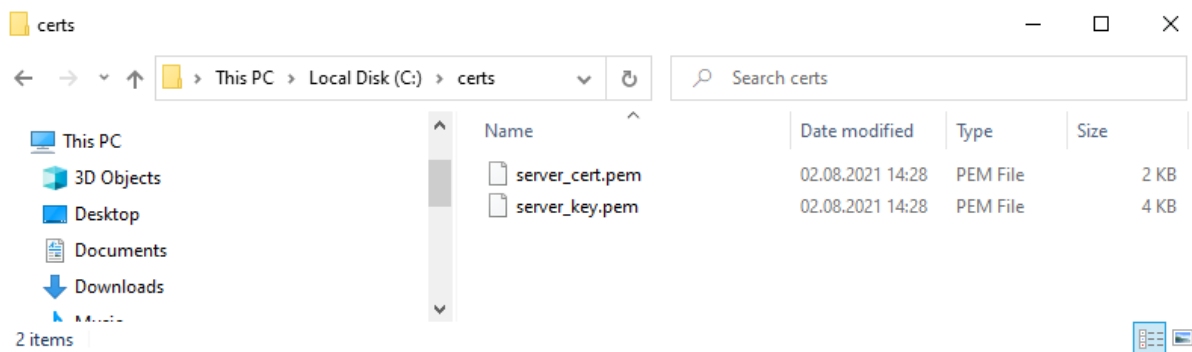 certs
This PC > Local Disk (C:) > certs
Search certs
This PC
3D Objects
Desktop
Documents
Downloads
Name Date modified Type Size
server_cert.pem 02.08.2021 14:28 PEM File 2 KB
server_key.pem 02.08.2021 14:28 PEM File 4 KB
2 items